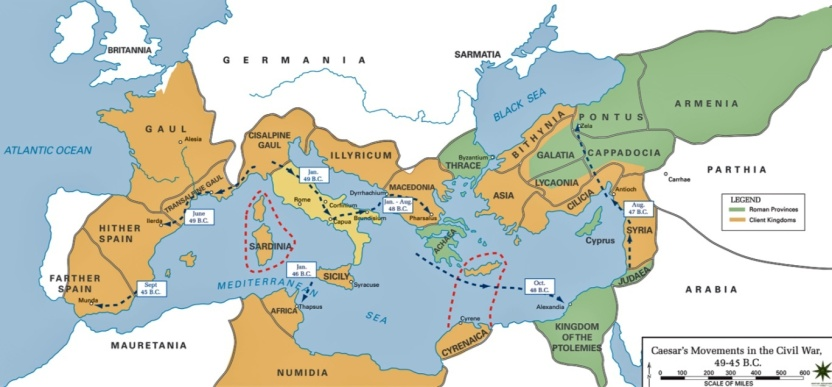 BRITANNIA
GERMANIA
SARMATIA
ATLANTIC OCEAN
GAUL
Alesia
CISALPINE
GAUL
ILLYRICUM
BLACK SEA
PONTUS
Zela
ARMENIA
BITHYNIA
Byzantium
THRACE
GALATIA
CAPPADOCIA
PARTHIA
TRANSALPINE GAUL
Jan.
49 B.C.
Rome
Corfinium
Capua
Brundisium
Dyrrhachium
MACEDONIA
Jan. - Aug.
48 B.C.
Pharsalus
ASIA
LYCAONIA
CILICIA
Antioch
Carrhae
LEGEND
Roman Provinces
Client Kingdoms
June
49 B.C.
Ilerda
HITHER
SPAIN
SARDINIA
ACHAEA
Aug.
47 B.C.
SYRIA
Cyprus
FARTHER
SPAIN
Munda
Sept
45 B.C.
MEDITERRANEAN
SEA
Jan.
46 B.C.
SICILY
Syracuse
Thapsus
AFRICA
Oct.
48 B.C.
Alexandria
JUDAEA
ARABIA
MAURETANIA
NUMIDIA
Cyrene
CYRENAICA
KINGDOM
OF THE
PTOLEMIES
Caesar's Movements in the Civil War,
49-45 B.C.
0 100 200 300 400 500 600
SCALE OF MILES